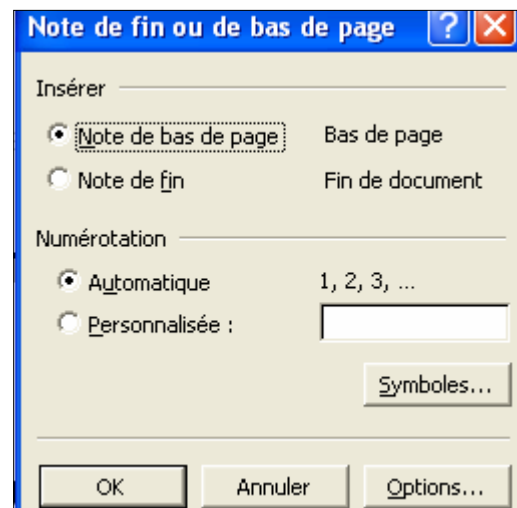 Note de fin ou de bas de page ?
Insérer
Note de bas de page Bas de page
Note de fin Fin de document
Numérotation
Automatique 1, 2, 3, ...
Personnalisée :
Symboles...
OK Annuler Options...